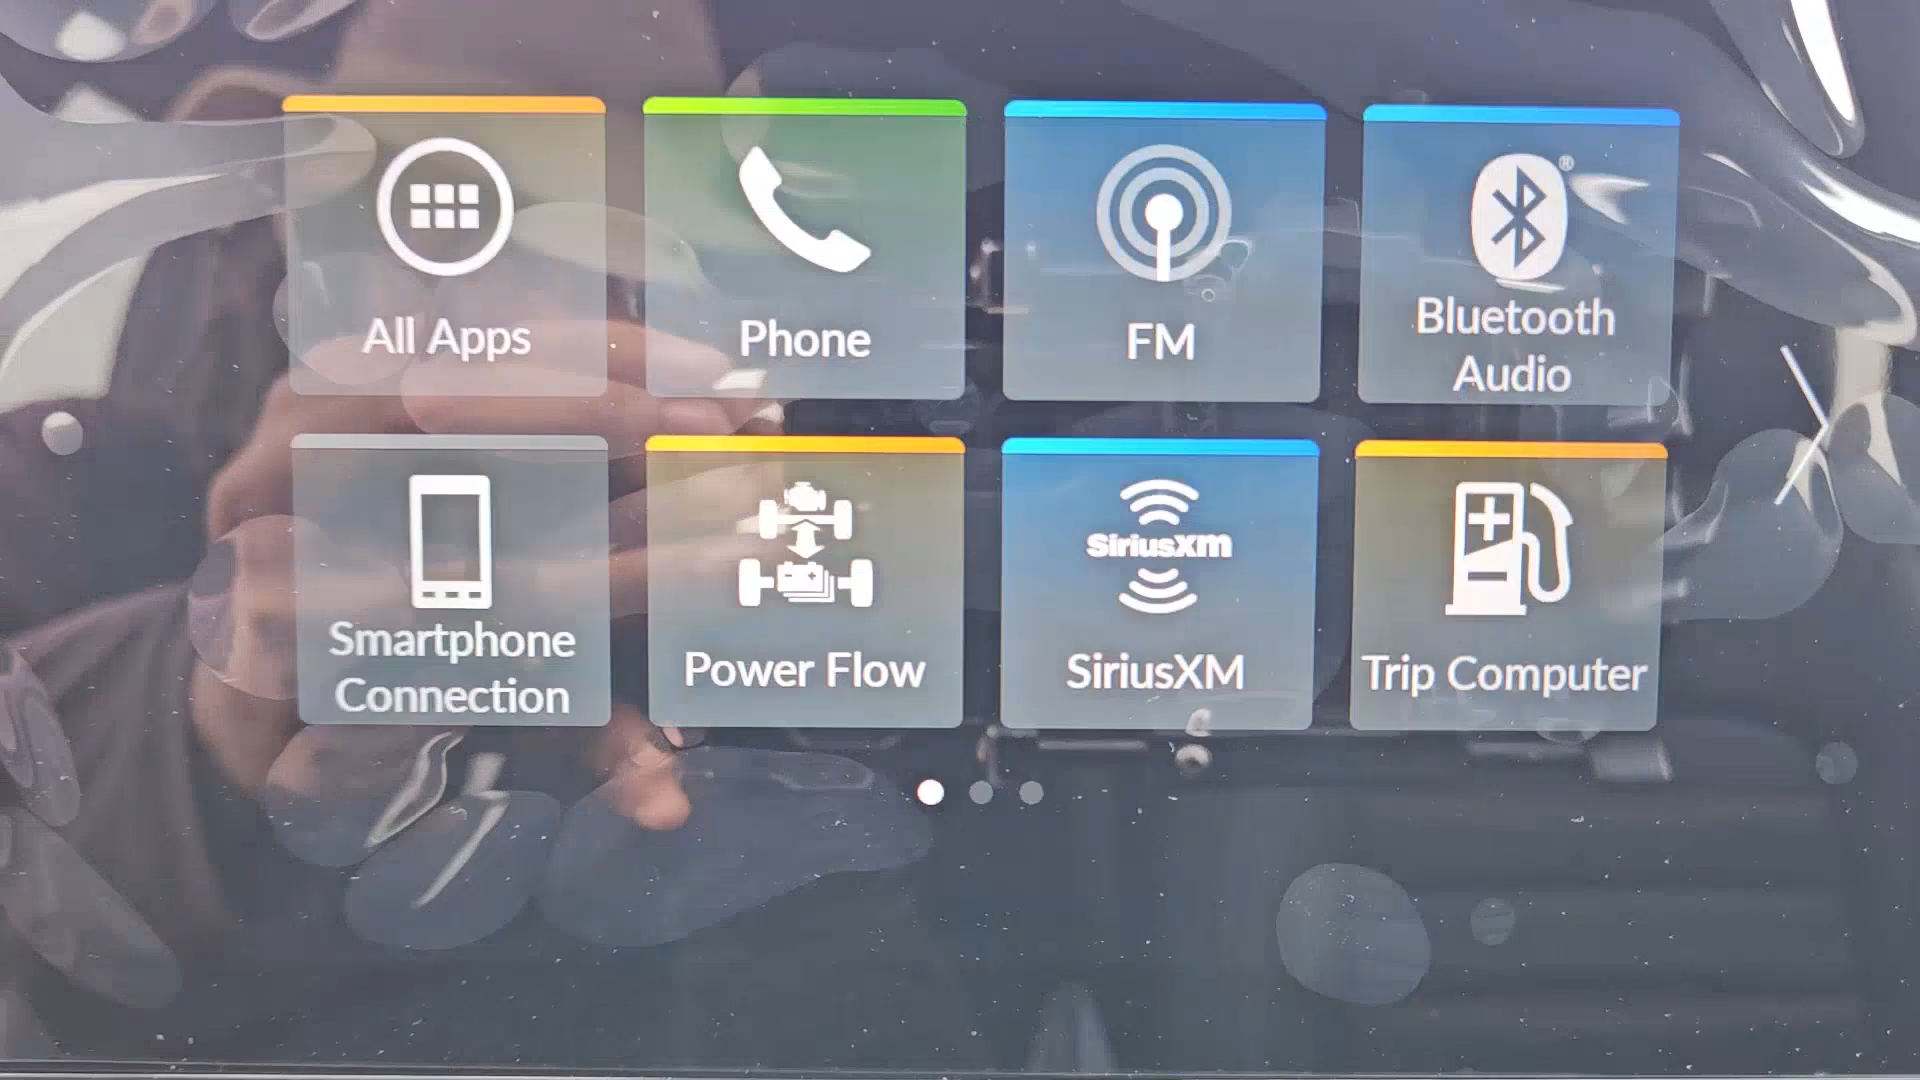 All Apps
Phone
FM
®
Bluetooth
Audio
Smartphone
Connection
Power Flow
SiriusXm
SiriusXM
Trip Computer